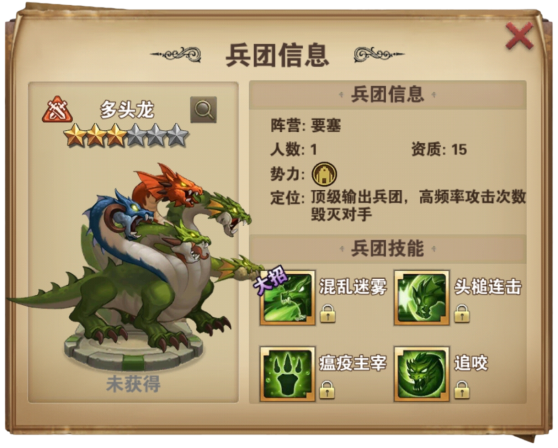 兵团信息
多头龙
未获得
兵团信息
阵营: 要塞
人数: 1 资质: 15
势力:
定位: 顶级输出兵团，高频率攻击次数
毁灭对手
兵团技能
大招
混乱迷雾 头槌连击
瘟疫主宰 追咬